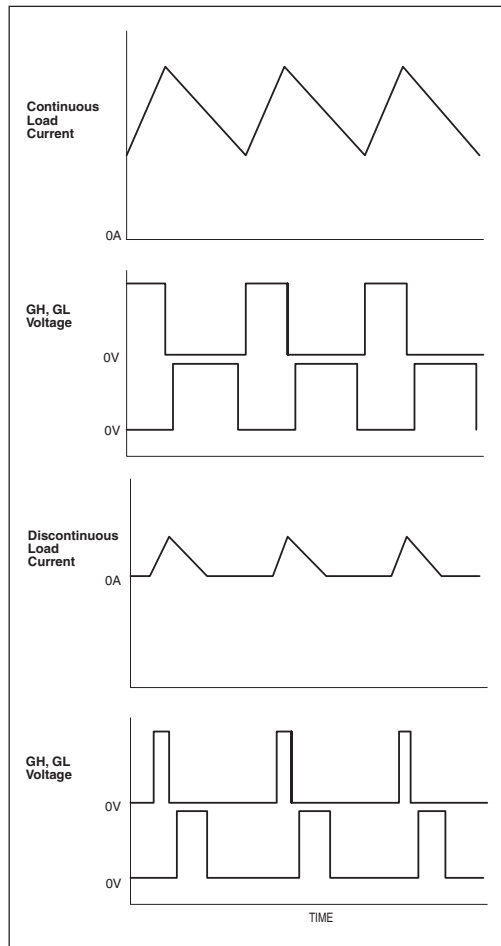 Continuous
Load
Current
0A
GH, GL
Voltage
0V
0V
Discontinuous
Load
Current
0A
GH, GL
Voltage
0V
0V
TIME